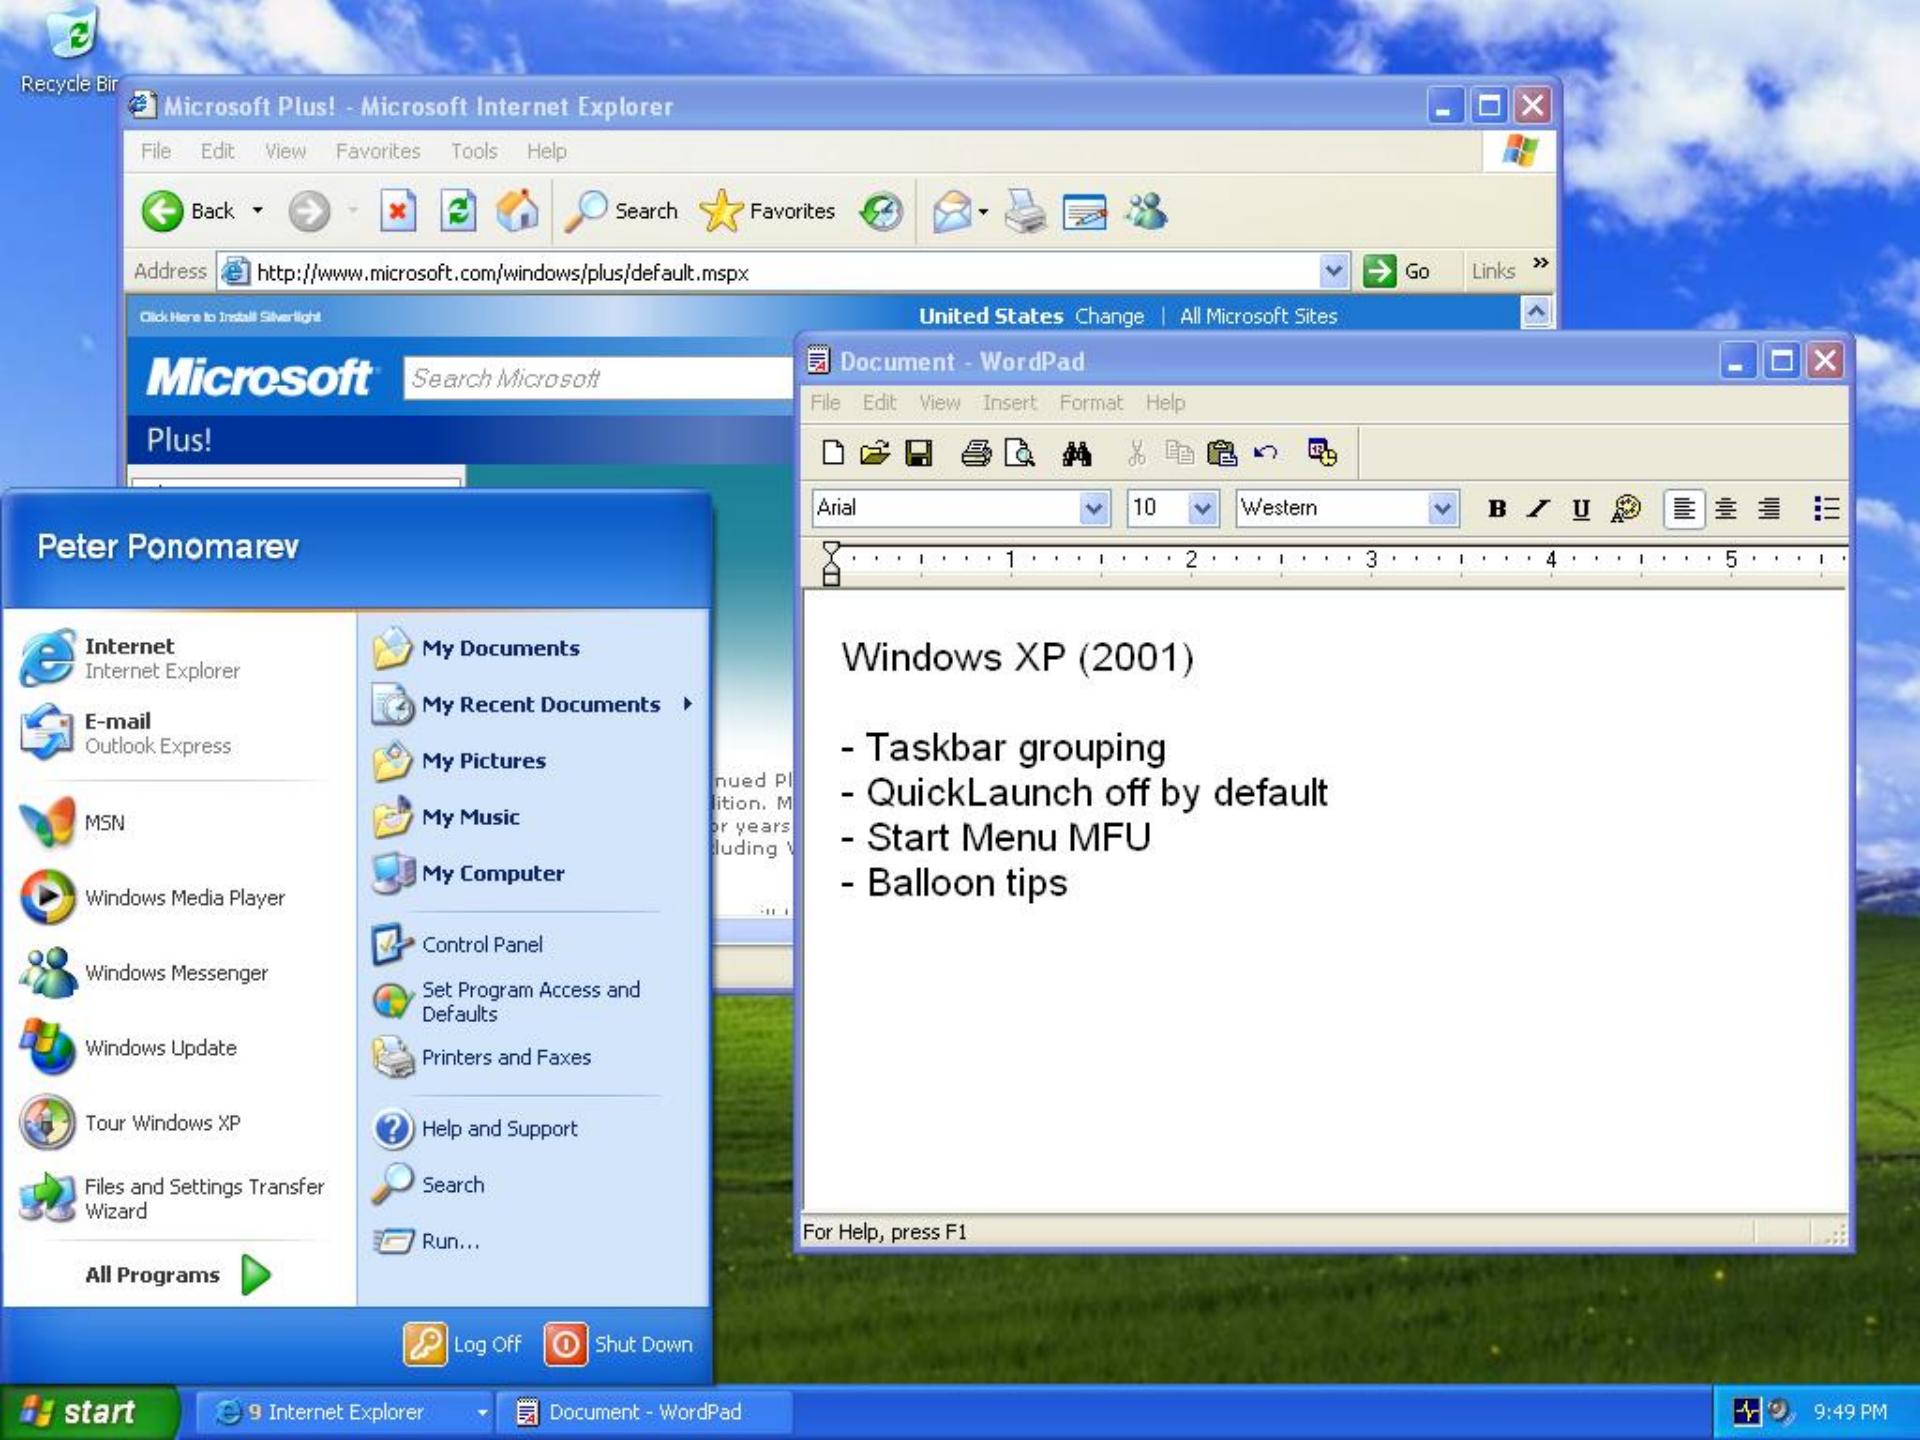 Recycle Bin
Microsoft Plus! - Microsoft Internet Explorer
File Edit View Favorites Tools Help
Back Search Favorites
Address http://www.microsoft.com/windows/plus/default.mspx Go Links »
Click Here to Install Silverlight United States Change | All Microsoft Sites
Microsoft Search Microsoft
Plus!
Document - WordPad
File Edit View Insert Format Help
Arial 10 Western B I U
1 2 3 4 5
Windows XP (2001)
- Taskbar grouping
- QuickLaunch off by default
- Start Menu MFU
- Balloon tips
For Help, press F1
Peter Ponomarev
Internet
Internet Explorer
E-mail
Outlook Express
MSN
Windows Media Player
Windows Messenger
Windows Update
Tour Windows XP
Files and Settings Transfer
Wizard
All Programs
My Documents
My Recent Documents
My Pictures
My Music
My Computer
Control Panel
Set Program Access and
Defaults
Printers and Faxes
Help and Support
Search
Run...
Log Off Shut Down
start 9 Internet Explorer Document - WordPad 9:49 PM